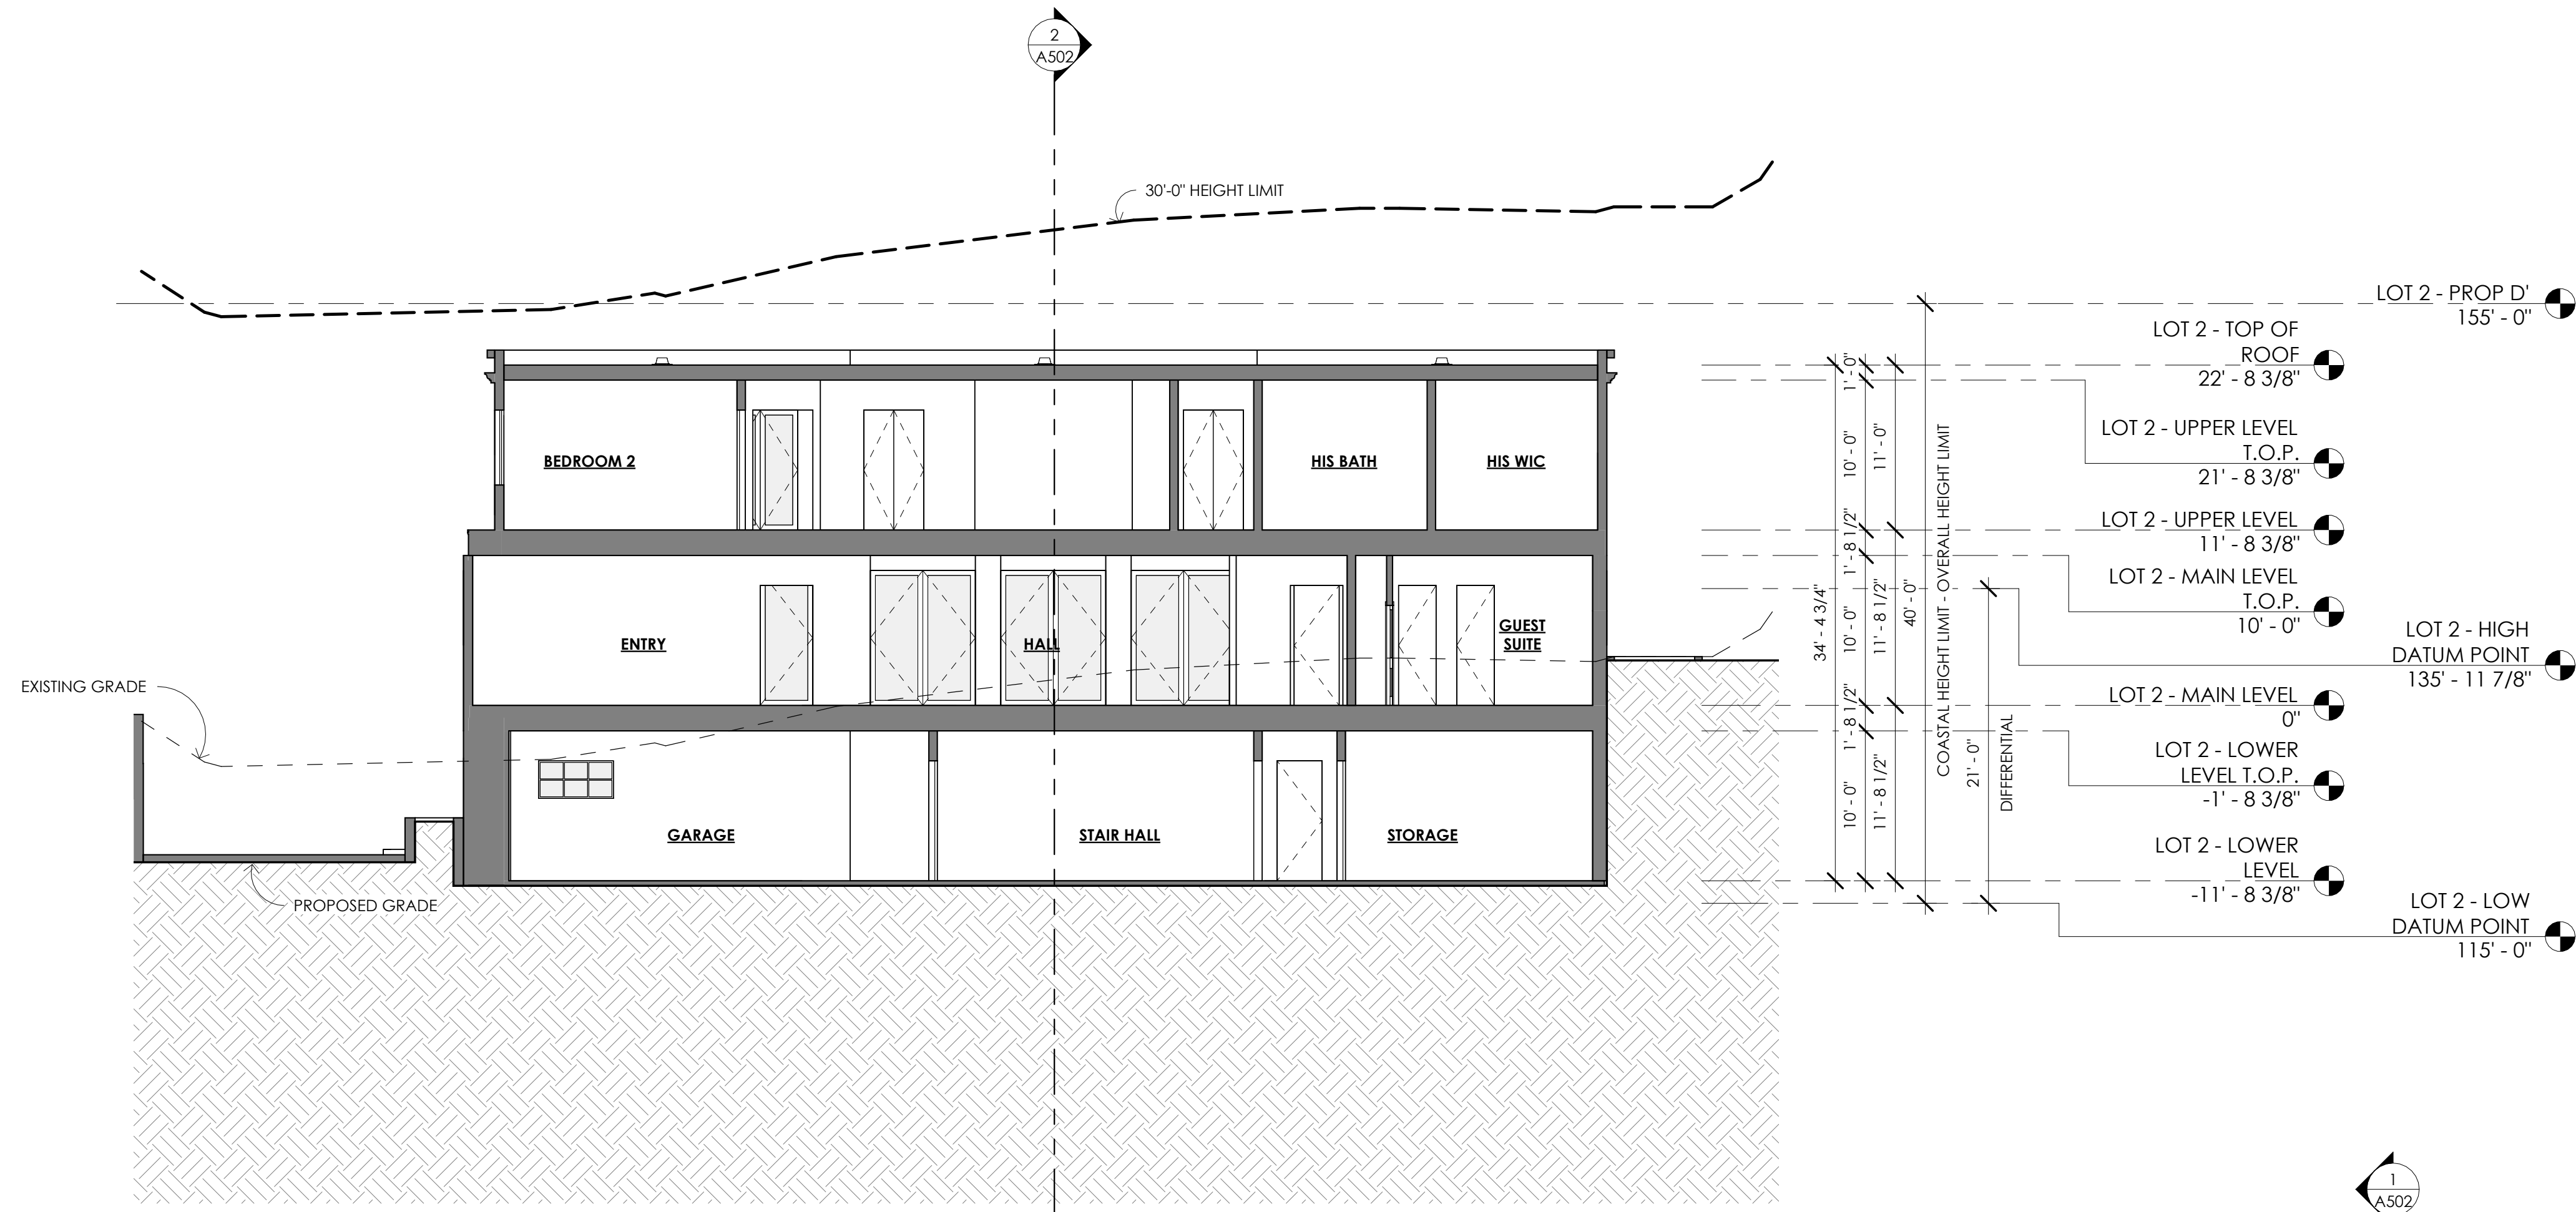 2
A502
30'-0" HEIGHT LIMIT
LOT 2 - PROP D'
155' - 0"
LOT 2 - TOP OF
ROOF
22' - 8 3/8"
LOT 2 - UPPER LEVEL
T.O.P.
21' - 8 3/8"
LOT 2 - UPPER LEVEL
11' - 8 3/8"
LOT 2 - MAIN LEVEL
T.O.P.
10' - 0"
LOT 2 - HIGH
DATUM POINT
135' - 11 7/8"
LOT 2 - MAIN LEVEL
0"
LOT 2 - LOWER
LEVEL T.O.P.
-1' - 8 3/8"
LOT 2 - LOWER
LEVEL
-11' - 8 3/8"
LOT 2 - LOW
DATUM POINT
115' - 0"
BEDROOM 2
HIS BATH
HIS WIC
ENTRY
HALL
GUEST
SUITE
GARAGE
STAIR HALL
STORAGE
EXISTING GRADE
PROPOSED GRADE
34' - 4 3/4"
1' - 0"
10' - 0"
1' - 8 1/2"
10' - 0"
1' - 8 1/2"
10' - 0"
11' - 0"
11' - 8 1/2"
11' - 8 1/2"
40' - 0"
COASTAL HEIGHT LIMIT - OVERALL HEIGHT LIMIT
21' - 0"
DIFFERENTIAL
1
A502